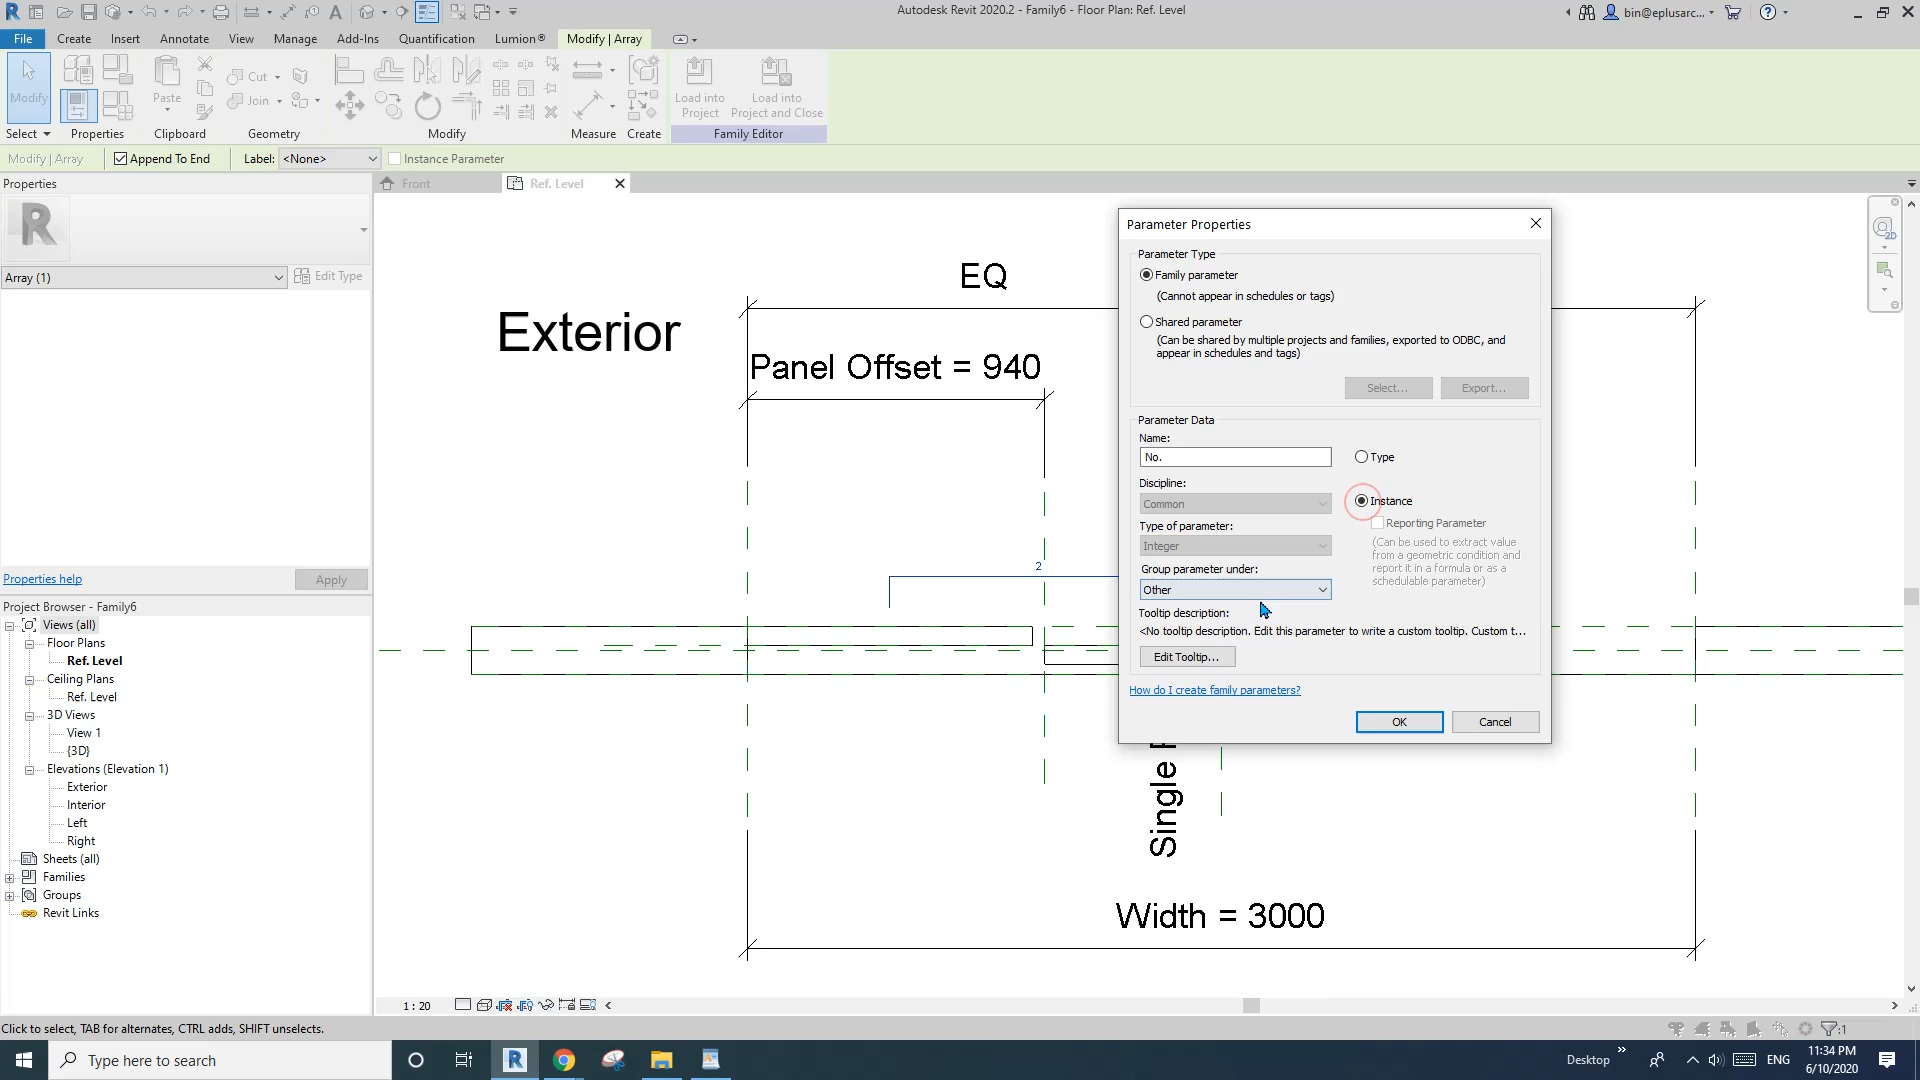 Autodesk Revit 2020.2 - Family6 - Floor Plan: Ref. Level
bin@eplusarc...
File Create Insert Annotate View Manage Add-Ins Quantification Lumion® Modify | Array
Modify
Paste
Cut
Join
Load into
Project
Load into
Project and Close
Select Properties Clipboard Geometry Modify Measure Create Family Editor
Modify | Array Append To End Label: <None> Instance Parameter
Properties
Front
Ref. Level
R
Array (1)
Edit Type
Properties help
Apply
Project Browser - Family6
Views (all)
Floor Plans
Ref. Level
Ceiling Plans
Ref. Level
3D Views
View 1
{3D}
Elevations (Elevation 1)
Exterior
Interior
Left
Right
Sheets (all)
Families
Groups
Revit Links
EQ
Exterior
Panel Offset = 940
2
Width = 3000
Single
2D
Parameter Properties
Parameter Type
Family parameter
(Cannot appear in schedules or tags)
Shared parameter
(Can be shared by multiple projects and families, exported to ODBC, and
appear in schedules and tags)
Select... Export...
Parameter Data
Name:
No.
Type
Discipline:
Common
Instance
Reporting Parameter
Type of parameter:
Integer
(Can be used to extract value
from a geometric condition and
report it in a formula or as a
schedulable parameter)
Group parameter under:
Other
Tooltip description:
<No tooltip description. Edit this parameter to write a custom tooltip. Custom t...
Edit Tooltip...
How do I create family parameters?
OK Cancel
1 : 20
Click to select, TAB for alternates, CTRL adds, SHIFT unselects.
:1
Type here to search
Desktop
ENG
11:34 PM
6/10/2020